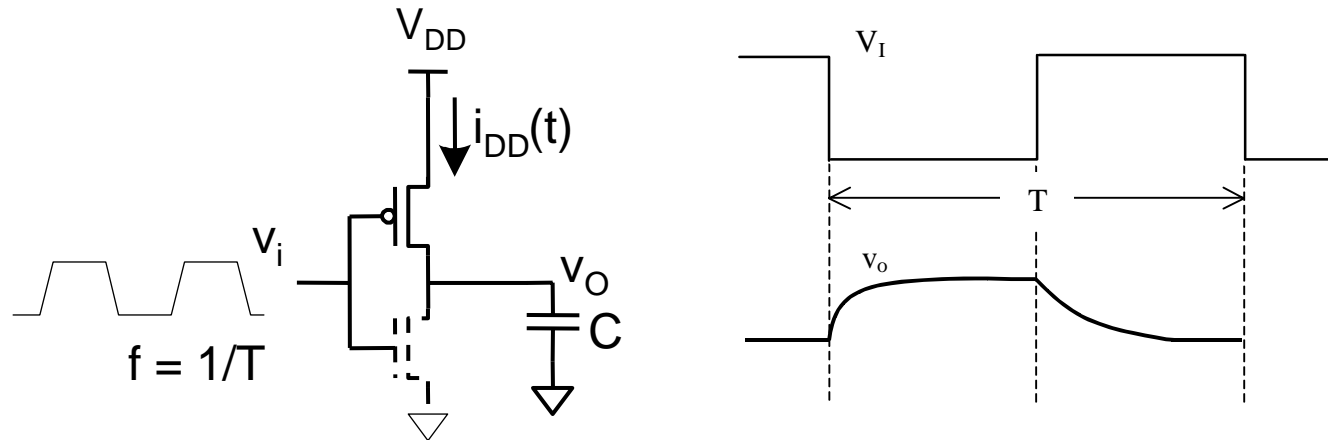 V_DD
i_DD(t)
v_i
v_O
C
f = 1/T
V_I
T
v_o